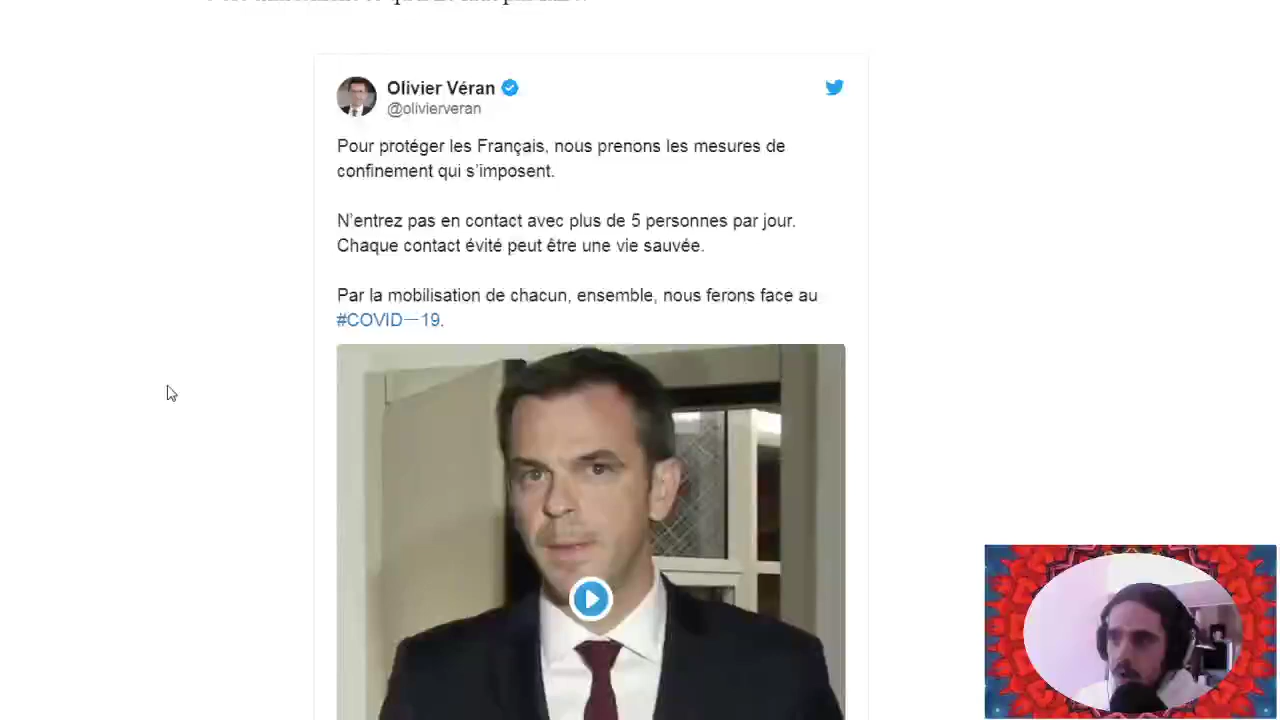 Olivier Véran
@olivierveran
Pour protéger les Français, nous prenons les mesures de
confinement qui s'imposent.
N'entrez pas en contact avec plus de 5 personnes par jour.
Chaque contact évité peut être une vie sauvée.
Par la mobilisation de chacun, ensemble, nous ferons face au
#COVID—19.